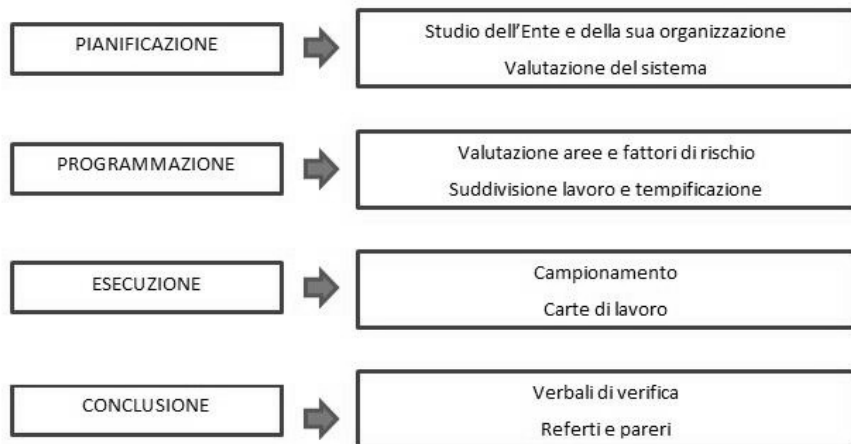 PIANIFICAZIONE
Studio dell'Ente e della sua organizzazione
Valutazione del sistema
PROGRAMMAZIONE
Valutazione aree e fattori di rischio
Suddivisione lavoro e tempificazione
ESECUZIONE
Campionamento
Carte di lavoro
CONCLUSIONE
Verbali di verifica
Referti e pareri